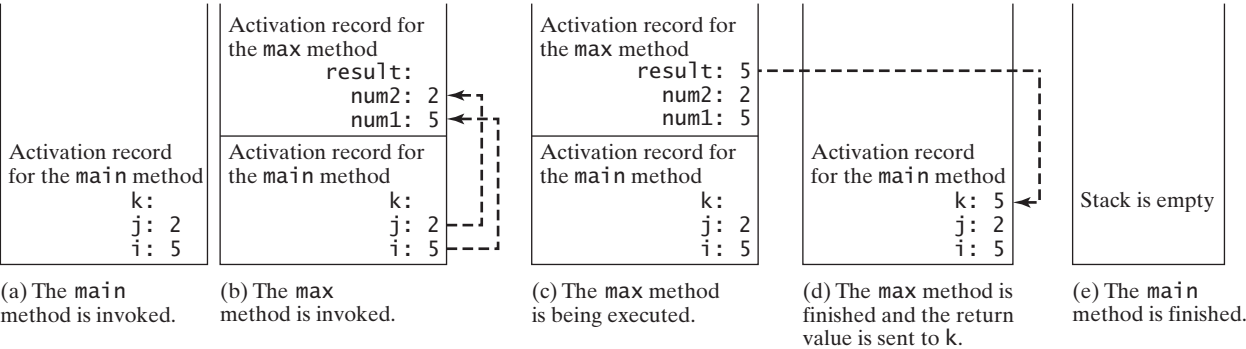 Activation record
for the main method
k:
j: 2
i: 5
(a) The main
method is invoked.
Activation record for
the max method
result:
num2: 2
num1: 5
Activation record for
the main method
k:
j: 2
i: 5
(b) The max
method is invoked.
Activation record for
the max method
result: 5
num2: 2
num1: 5
Activation record for
the main method
k:
j: 2
i: 5
(c) The max method
is being executed.
Activation record
for the main method
k: 5
j: 2
i: 5
(d) The max method is
finished and the return
value is sent to k.
Stack is empty
(e) The main
method is finished.